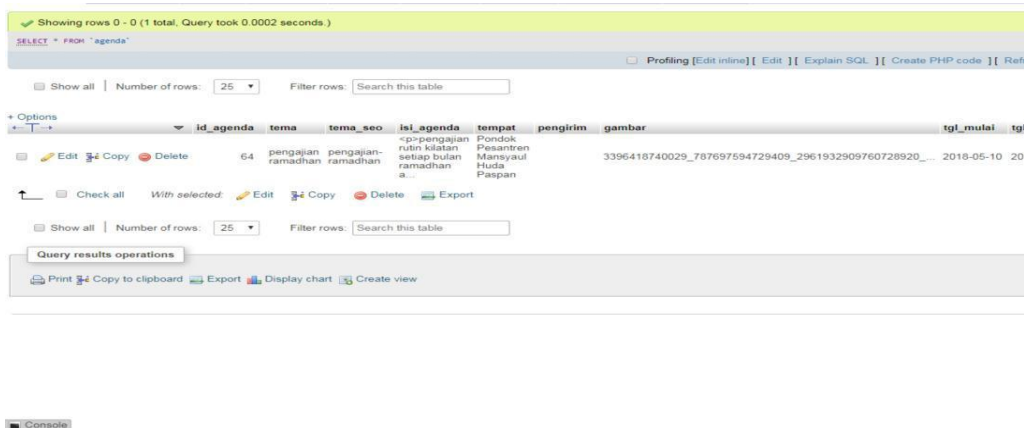 Showing rows 0 - 0 (1 total, Query took 0.0002 seconds.)
SELECT * FROM `agenda`
Profiling [Edit inline] [ Edit ] [ Explain SQL ] [ Create PHP code ] [ Ref
Show all | Number of rows: 25 Filter rows: Search this table
+ Options
id_agenda tema tema_seo isi_agenda tempat pengirim gambar tgl_mulai tgl
Edit Copy Delete 64 pengajian ramadhan pengajian-ramadhan <p>pengajian rutin kilatan setiap bulan ramadhan a... Pondok Pesantren Mansyaul Huda Paspan 3396418740029_787697594729409_2961932909760728920_... 2018-05-10 20
Check all With selected: Edit Copy Delete Export
Show all | Number of rows: 25 Filter rows: Search this table
Query results operations
Print Copy to clipboard Export Display chart Create view
Console